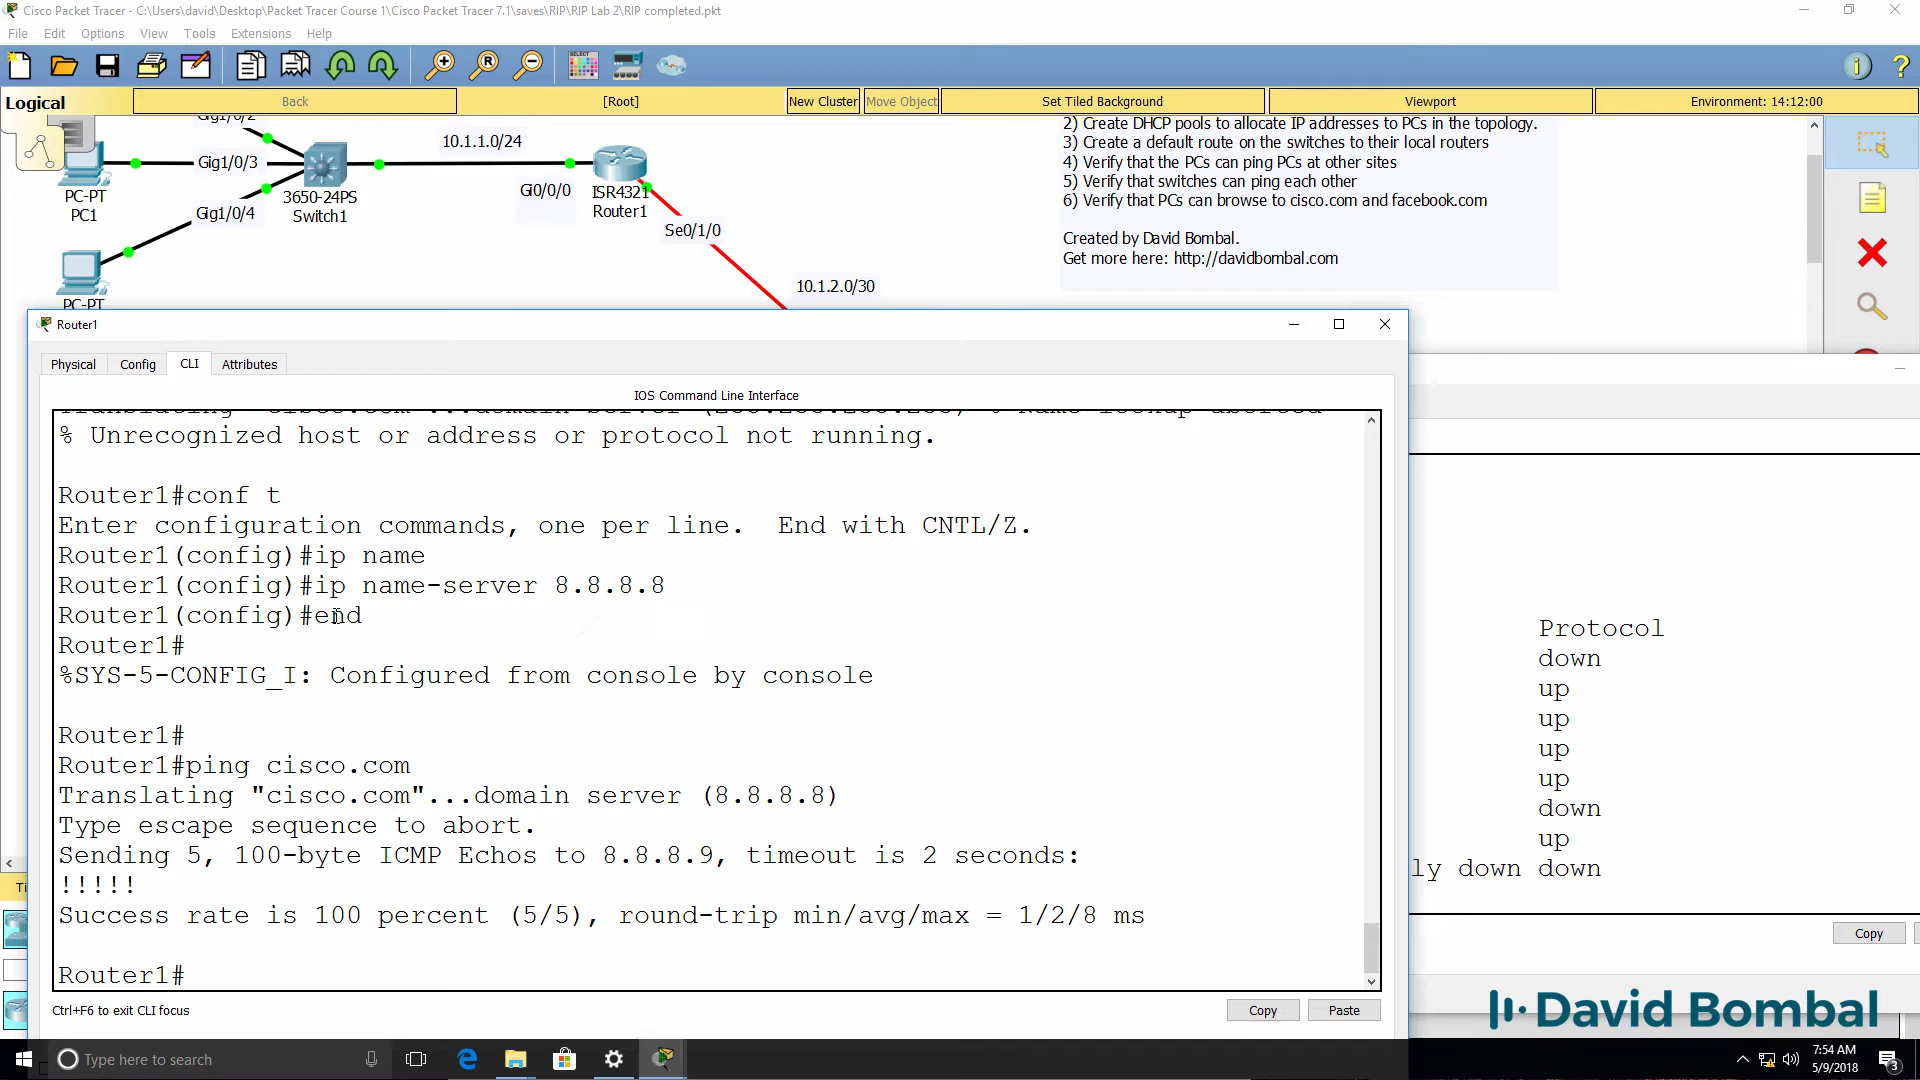 Cisco Packet Tracer - C:\Users\david\Desktop\Packet Tracer Course 1\Cisco Packet Tracer 7.1\saves\RIP\RIP Lab 2\RIP completed.pkt
File Edit Options View Tools Extensions Help
Logical Back [Root] New Cluster Move Object Set Tiled Background Viewport Environment: 14:12:00
2) Create DHCP pools to allocate IP addresses to PCs in the topology.
3) Create a default route on the switches to their local routers
4) Verify that the PCs can ping PCs at other sites
5) Verify that switches can ping each other
6) Verify that PCs can browse to cisco.com and facebook.com
Created by David Bombal.
Get more here: http://davidbombal.com
Gig1/0/2
Gig1/0/3
Gig1/0/4
10.1.1.0/24
Gi0/0/0
PC-PT
PC1
3650-24PS
Switch1
ISR4321
Router1
Se0/1/0
10.1.2.0/30
PC-PT
Router1
Physical Config CLI Attributes
IOS Command Line Interface
% Unrecognized host or address or protocol not running.
Router1#conf t
Enter configuration commands, one per line. End with CNTL/Z.
Router1(config)#ip name
Router1(config)#ip name-server 8.8.8.8
Router1(config)#end
Router1#
%SYS-5-CONFIG_I: Configured from console by console
Router1#
Router1#ping cisco.com
Translating "cisco.com"...domain server (8.8.8.8)
Type escape sequence to abort.
Sending 5, 100-byte ICMP Echos to 8.8.8.9, timeout is 2 seconds:
!!!!!
Success rate is 100 percent (5/5), round-trip min/avg/max = 1/2/8 ms
Router1#
Ctrl+F6 to exit CLI focus
Copy Paste
Protocol
down
up
up
up
up
down
up
ly down down
Copy
David Bombal
Type here to search
7:54 AM
5/9/2018
3